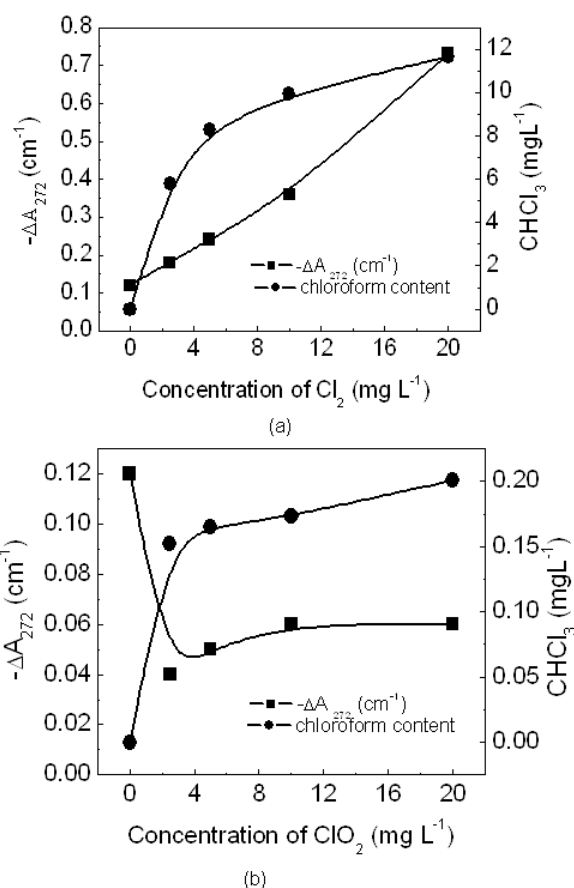 0.8
0.7
0.6
0.5
0.4
0.3
0.2
0.1
0.0
-ΔA272 (cm-1)
12
10
8
6
4
2
0
CHCl3 (mgL-1)
-ΔA272 (cm-1)
chloroform content
0 4 8 12 16 20
Concentration of Cl2 (mg L-1)
(a)
0.12
0.10
0.08
0.06
0.04
0.02
0.00
-ΔA272 (cm-1)
0.20
0.15
0.10
0.05
0.00
CHCl3 (mgL-1)
-ΔA272 (cm-1)
chloroform content
0 4 8 12 16 20
Concentration of ClO2 (mg L-1)
(b)